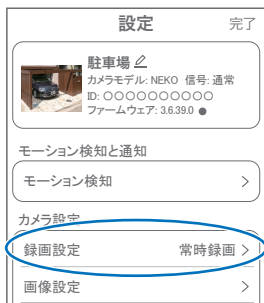 設定 完了
駐車場
カメラモデル: NEKO 信号: 通常
ID: 〇〇〇〇〇〇〇〇〇〇
ファームウェア: 3.6.39.0 ●
モーション検知と通知
モーション検知 >
カメラ設定
録画設定 常時録画 >
画像設定 >